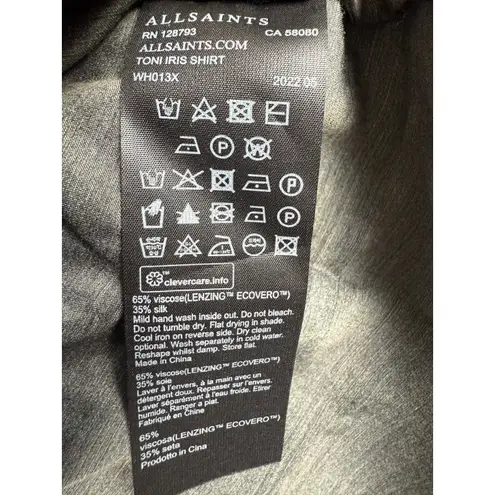 ALLSAINTS
RN 128793 CA 58080
ALLSAINTS.COM
TONI IRIS SHIRT
WH013X 2022 05
clevercare.info
65% viscose(LENZING™ ECOVERO™)
35% silk
Mild hand wash inside out. Do not bleach.
Do not tumble dry. Flat drying in shade.
Cool iron on reverse side. Dry clean
optional. Wash separately in cold water.
Reshape whilst damp. Store flat.
Made in China
65% viscose(LENZING™ ECOVERO™)
35% soie
Laver à l'envers, à la main avec un
détergent doux. Repasser sur l'envers.
Laver séparément à l'eau froide. Etirer
humide. Ranger a plat.
Fabriqué en Chine
65%
viscosa(LENZING™ ECOVERO™)
35% seta
Prodotto in Cina